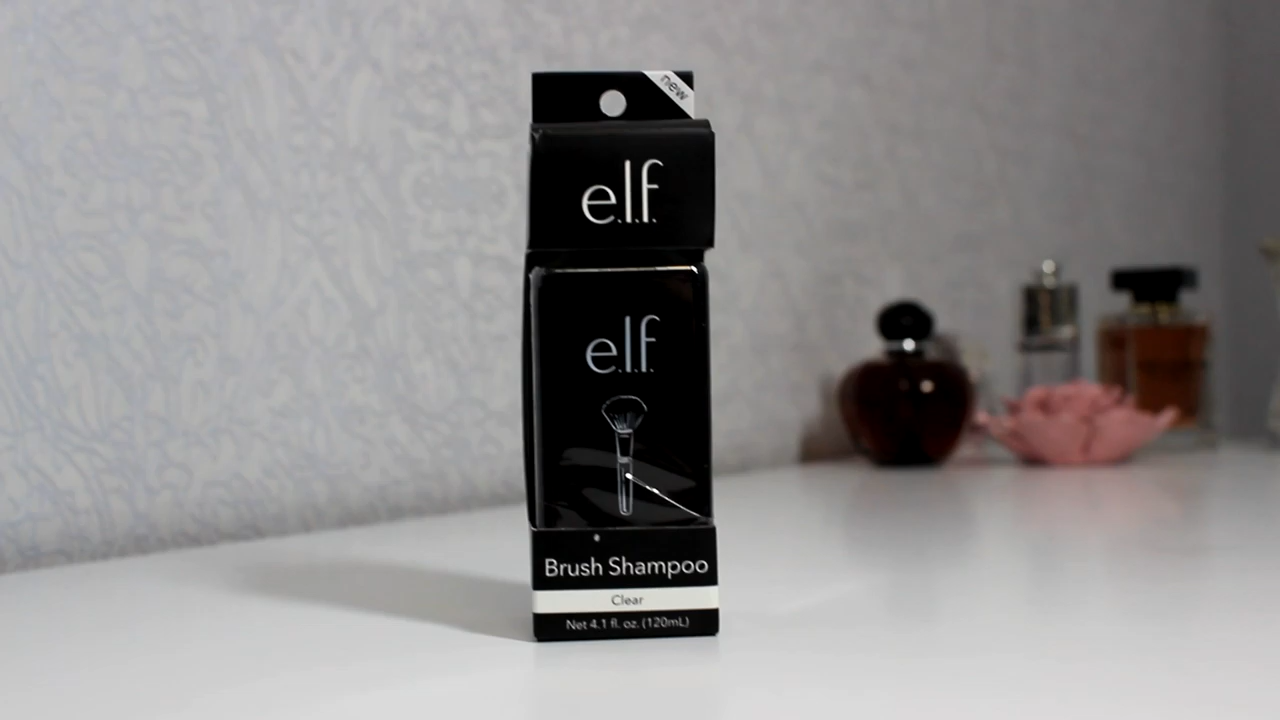 new
e.l.f.
e.l.f.
Brush Shampoo
Clear
Net 4.1 fl. oz. (120mL)